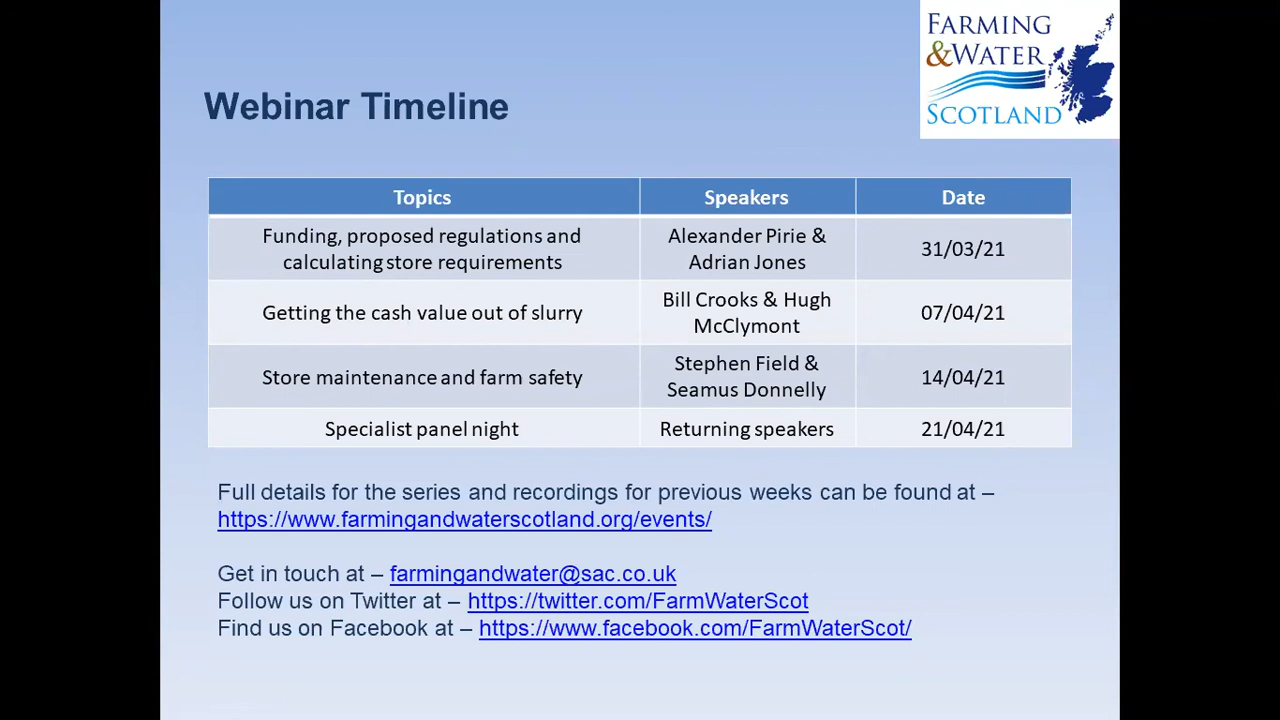 FARMING
&WATER
SCOTLAND
Webinar Timeline
Topics Speakers Date
Funding, proposed regulations and
calculating store requirements
Alexander Pirie &
Adrian Jones
31/03/21
Getting the cash value out of slurry
Bill Crooks & Hugh
McClymont
07/04/21
Store maintenance and farm safety
Stephen Field &
Seamus Donnelly
14/04/21
Specialist panel night
Returning speakers
21/04/21
Full details for the series and recordings for previous weeks can be found at –
https://www.farmingandwaterscotland.org/events/
Get in touch at – farmingandwater@sac.co.uk
Follow us on Twitter at – https://twitter.com/FarmWaterScot
Find us on Facebook at – https://www.facebook.com/FarmWaterScot/